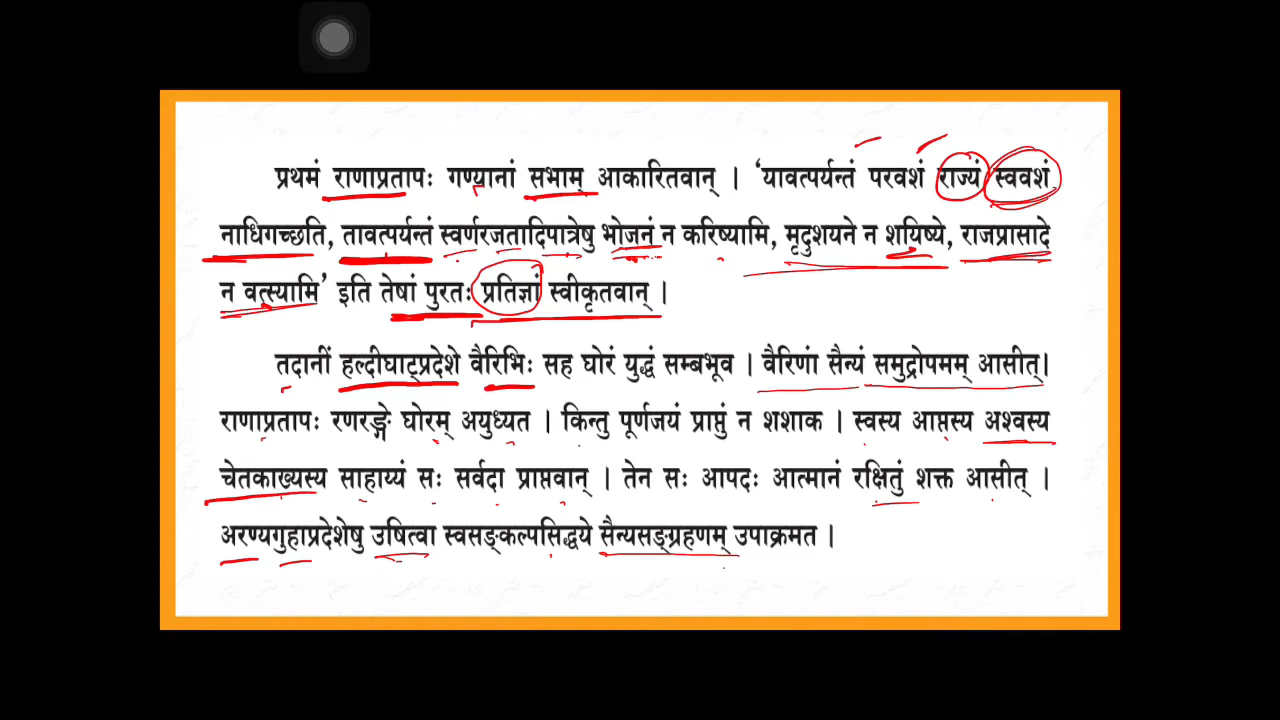 प्रथमं राणाप्रतापः गण्यानां सभाम् आकारितवान् । ‘यावत्पर्यन्तं परवशं राज्यं स्ववशं
नाधिगच्छति, तावत्पर्यन्तं स्वर्णरजतादिपात्रेषु भोजनं न करिष्यामि, मृदुशयने न शयिष्ये, राजप्रासादे
न वत्स्यामि’ इति तेषां पुरतः प्रतिज्ञां स्वीकृतवान् ।
तदानीं हल्दीघाट्प्रदेशे वैरिभिः सह घोरं युद्धं सम्बभूव । वैरिणां सैन्यं समुद्रोपमम् आसीत्।
राणाप्रतापः रणरङ्गे घोरम् अयुध्यत । किन्तु पूर्णजयं प्राप्तुं न शशाक । स्वस्य आप्तस्य अश्वस्य
चेतकाख्यस्य साहाय्यं सः सर्वदा प्राप्तवान् । तेन सः आपदः आत्मानं रक्षितुं शक्त आसीत् ।
अरण्यगुहाप्रदेशेषु उषित्वा स्वसङ्कल्पसिद्धये सैन्यसङ्ग्रहणम् उपाक्रमत ।